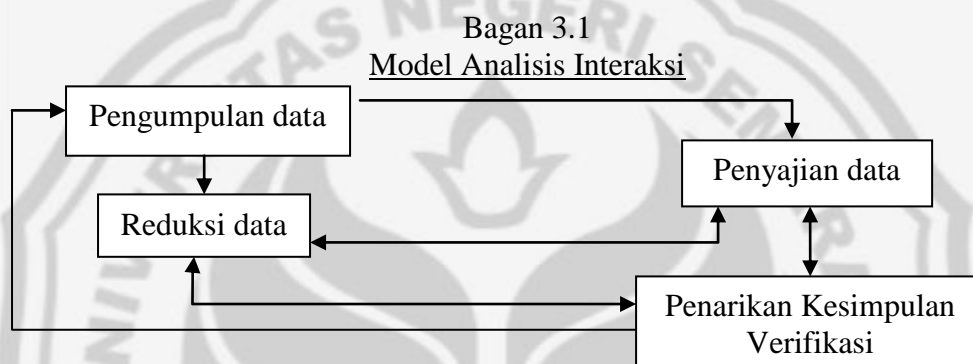 Bagan 3.1
Model Analisis Interaksi
Pengumpulan data
Penyajian data
Reduksi data
Penarikan Kesimpulan
Verifikasi